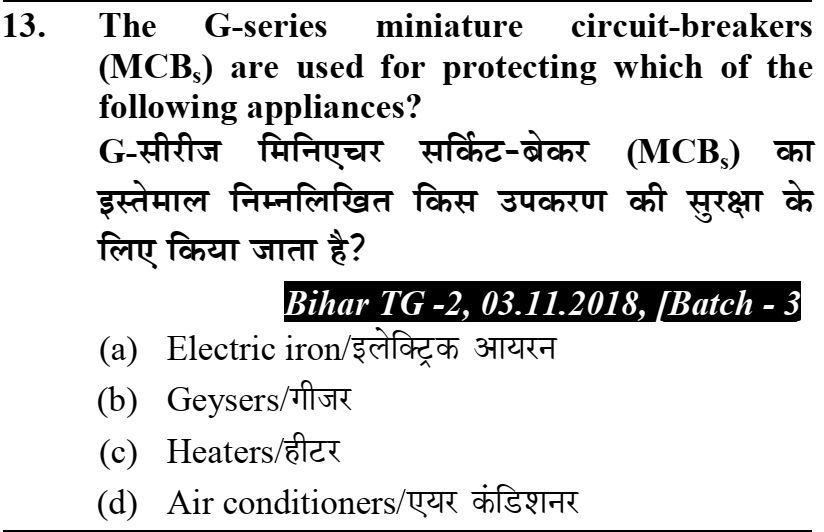 13. The G-series miniature circuit-breakers
(MCBs) are used for protecting which of the
following appliances?
G-सीरीज मिनिएचर सर्किट-ब्रेकर (MCBs) का
इस्तेमाल निम्नलिखित किस उपकरण की सुरक्षा के
लिए किया जाता है?
Bihar TG -2, 03.11.2018, [Batch - 3
(a) Electric iron/इलेक्ट्रिक आयरन
(b) Geysers/गीजर
(c) Heaters/हीटर
(d) Air conditioners/एयर कंडिशनर